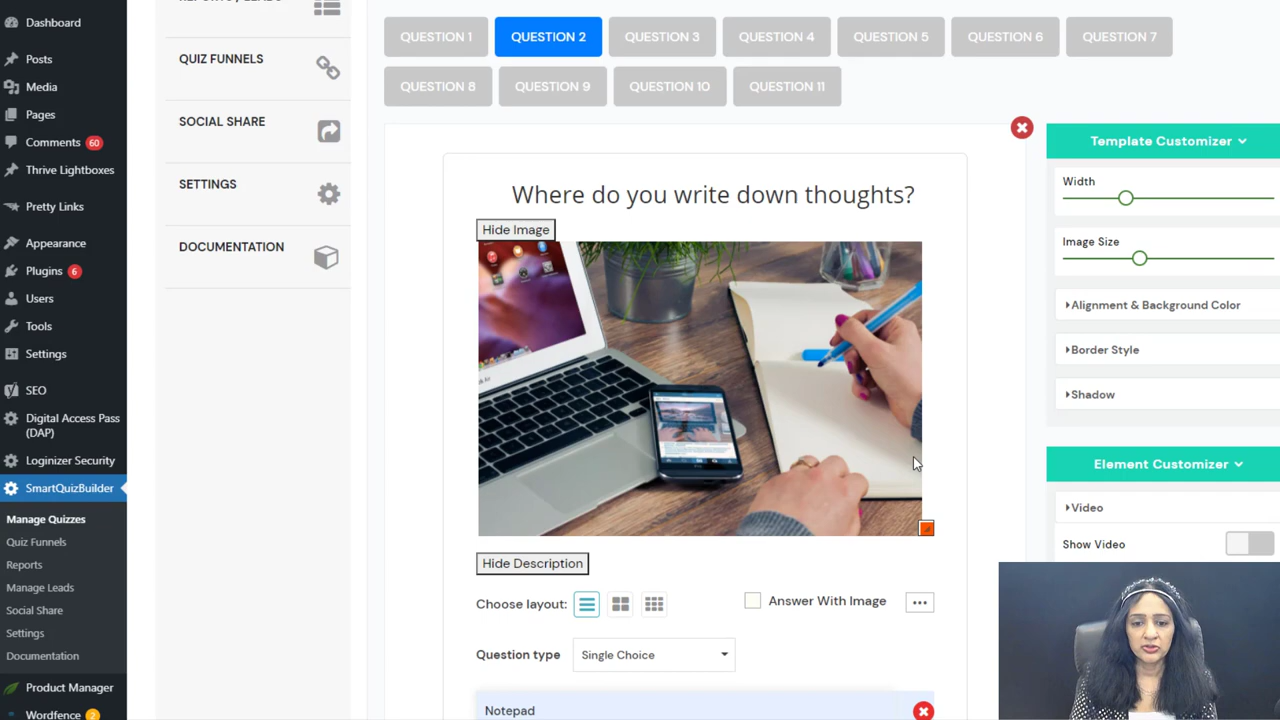 Dashboard
Posts
Media
Pages
Comments 60
Thrive Lightboxes
Pretty Links
Appearance
Plugins 6
Users
Tools
Settings
SEO
Digital Access Pass
(DAP)
Loginizer Security
SmartQuizBuilder
Manage Quizzes
Quiz Funnels
Reports
Manage Leads
Social Share
Settings
Documentation
Product Manager
Wordfence 2
QUIZ FUNNELS
SOCIAL SHARE
SETTINGS
DOCUMENTATION
QUESTION 1 QUESTION 2 QUESTION 3 QUESTION 4 QUESTION 5 QUESTION 6 QUESTION 7
QUESTION 8 QUESTION 9 QUESTION 10 QUESTION 11
Where do you write down thoughts?
Hide Image
Hide Description
Choose layout: Answer With Image ...
Question type Single Choice
Notepad
Template Customizer
Width
Image Size
Alignment & Background Color
Border Style
Shadow
Element Customizer
Video
Show Video